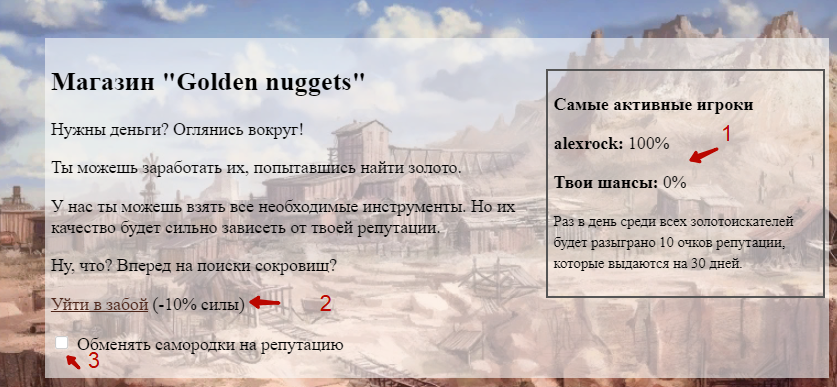 Магазин "Golden nuggets"
Нужны деньги? Оглянись вокруг!
Ты можешь заработать их, попытавшись найти золото.
У нас ты можешь взять все необходимые инструменты. Но их
качество будет сильно зависеть от твоей репутации.
Ну, что? Вперед на поиски сокровищ?
Уйти в забой (-10% силы)
2
Обменять самородки на репутацию
3
Самые активные игроки
1
alexrock: 100%
Твои шансы: 0%
Раз в день среди всех золотоискателей
будет разыграно 10 очков репутации,
которые выдаются на 30 дней.